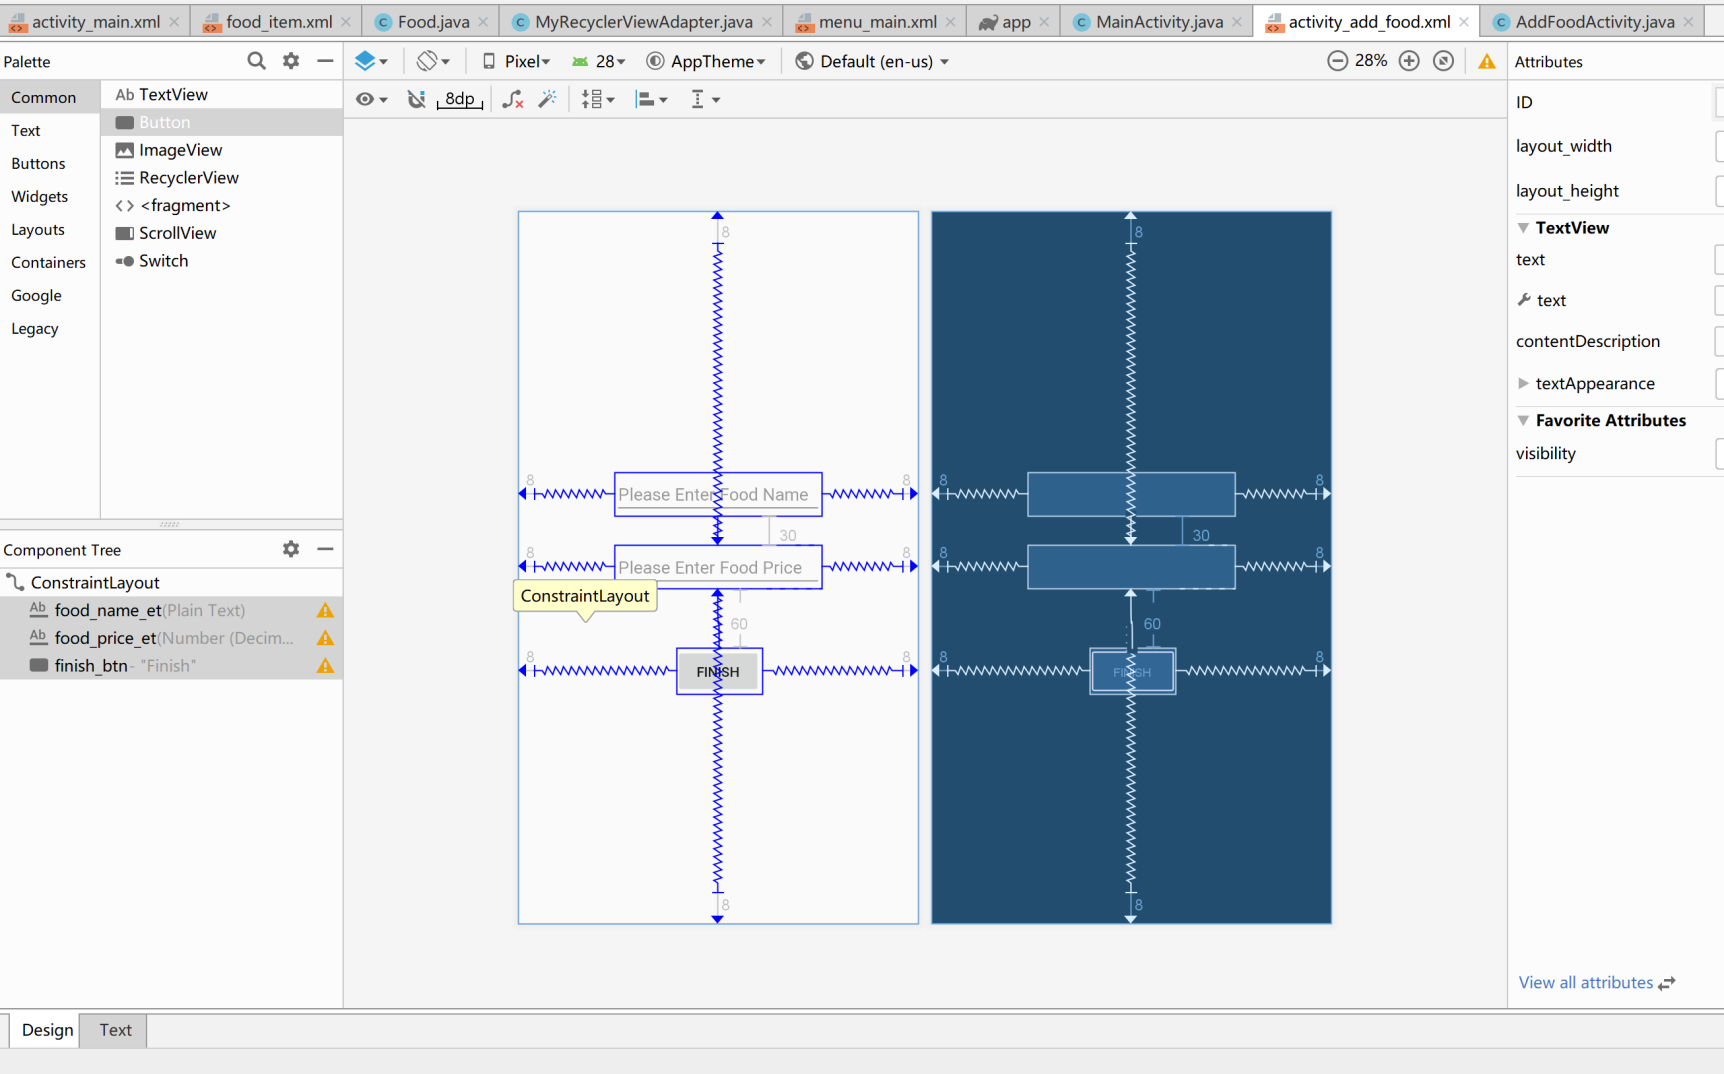 activity_main.xml food_item.xml Food.java MyRecyclerViewAdapter.java menu_main.xml app MainActivity.java activity_add_food.xml AddFoodActivity.java
Palette
Pixel 28 AppTheme Default (en-us) 28%
Attributes
8dp
Common
Text
Buttons
Widgets
Layouts
Containers
Google
Legacy
Ab TextView
Button
ImageView
RecyclerView
<fragment>
ScrollView
Switch
Component Tree
ConstraintLayout
Ab food_name_et(Plain Text)
Ab food_price_et(Number (Decim...
finish_btn- "Finish"
8
8 Please Enter Food Name 8
30
8 Please Enter Food Price 8
ConstraintLayout
60
8 FINISH 8
8
8
8 8
30
8 8
60
8 FINISH 8
8
ID
layout_width
layout_height
TextView
text
text
contentDescription
textAppearance
Favorite Attributes
visibility
View all attributes
Design Text